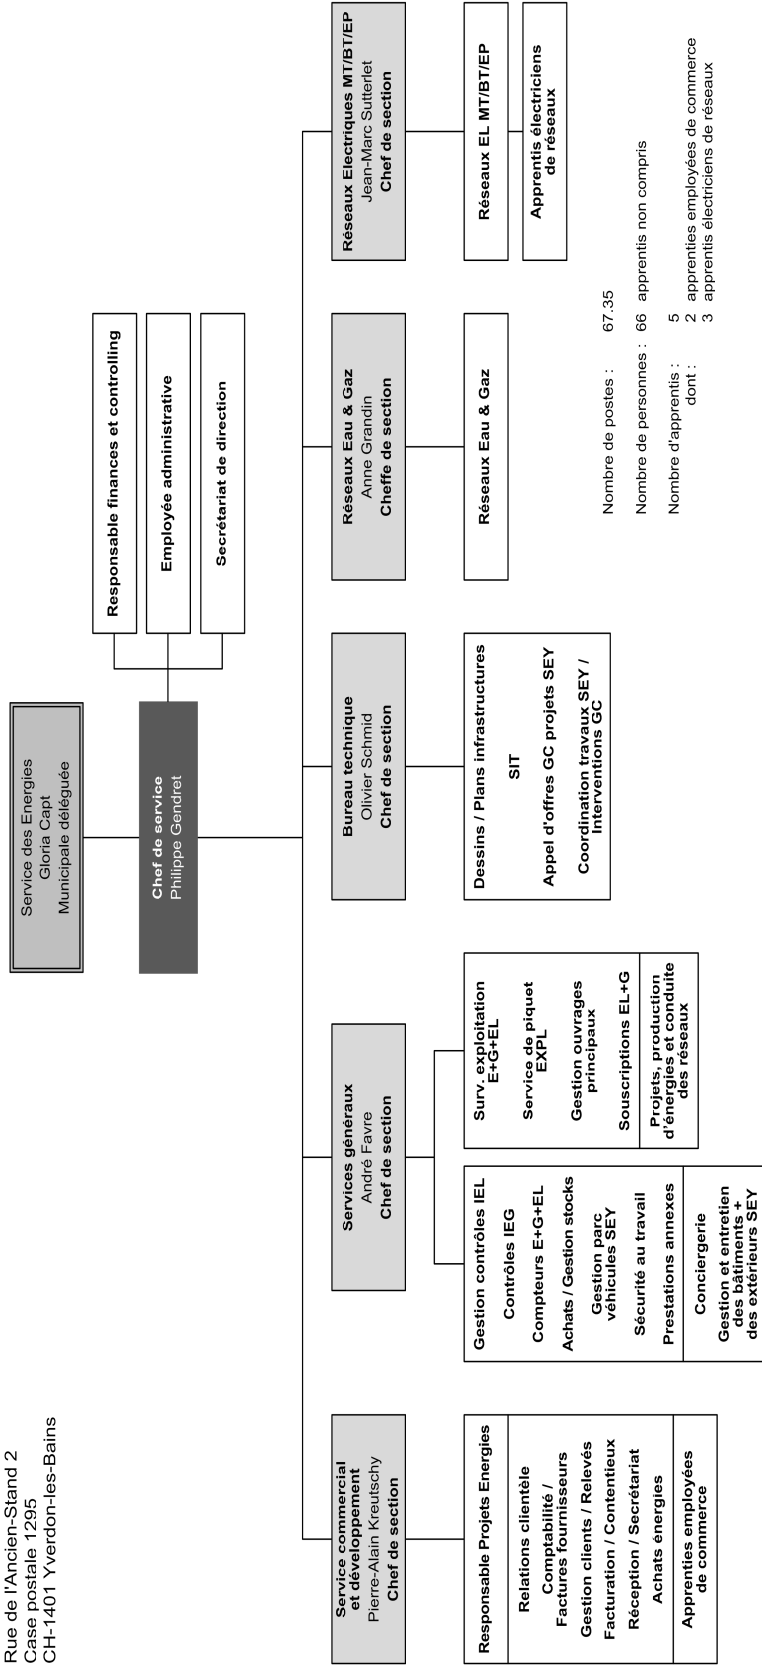 Rue de l'Ancien-Stand 2
Case postale 1295
CH-1401 Yverdon-les-Bains
Service des Energies
Gloria Capt
Municipale déléguée
Chef de service
Philippe Gendret
Responsable finances et controlling
Employée administrative
Secrétariat de direction
Service commercial
et développement
Pierre-Alain Kreutschy
Chef de section
Responsable Projets Energies
Relations clientèle
Comptabilité /
Factures fournisseurs
Gestion clients / Relevés
Facturation / Contentieux
Réception / Secrétariat
Achats énergies
Apprenties employées
de commerce
Services généraux
André Favre
Chef de section
Gestion contrôles IEL
Contrôles IEG
Compteurs E+G+EL
Achats / Gestion stocks
Gestion parc
véhicules SEY
Sécurité au travail
Prestations annexes
Conciergerie
Gestion et entretien
des bâtiments +
des extérieurs SEY
Surv. exploitation
E+G+EL
Service de piquet
EXPL
Gestion ouvrages
principaux
Souscriptions EL+G
Projets, production
d'énergies et conduite
des réseaux
Bureau technique
Olivier Schmid
Chef de section
Dessins / Plans infrastructures
SIT
Appel d'offres GC projets SEY
Coordination travaux SEY /
Interventions GC
Réseaux Eau & Gaz
Anne Grandin
Cheffe de section
Réseaux Eau & Gaz
Réseaux Electriques MT/BT/EP
Jean-Marc Sutterlet
Chef de section
Réseaux EL MT/BT/EP
Apprentis électriciens
de réseaux
Nombre de postes : 67.35
Nombre de personnes : 66 apprentis non compris
Nombre d'apprentis : 5
dont : 2 apprenties employées de commerce
3 apprentis électriciens de réseaux